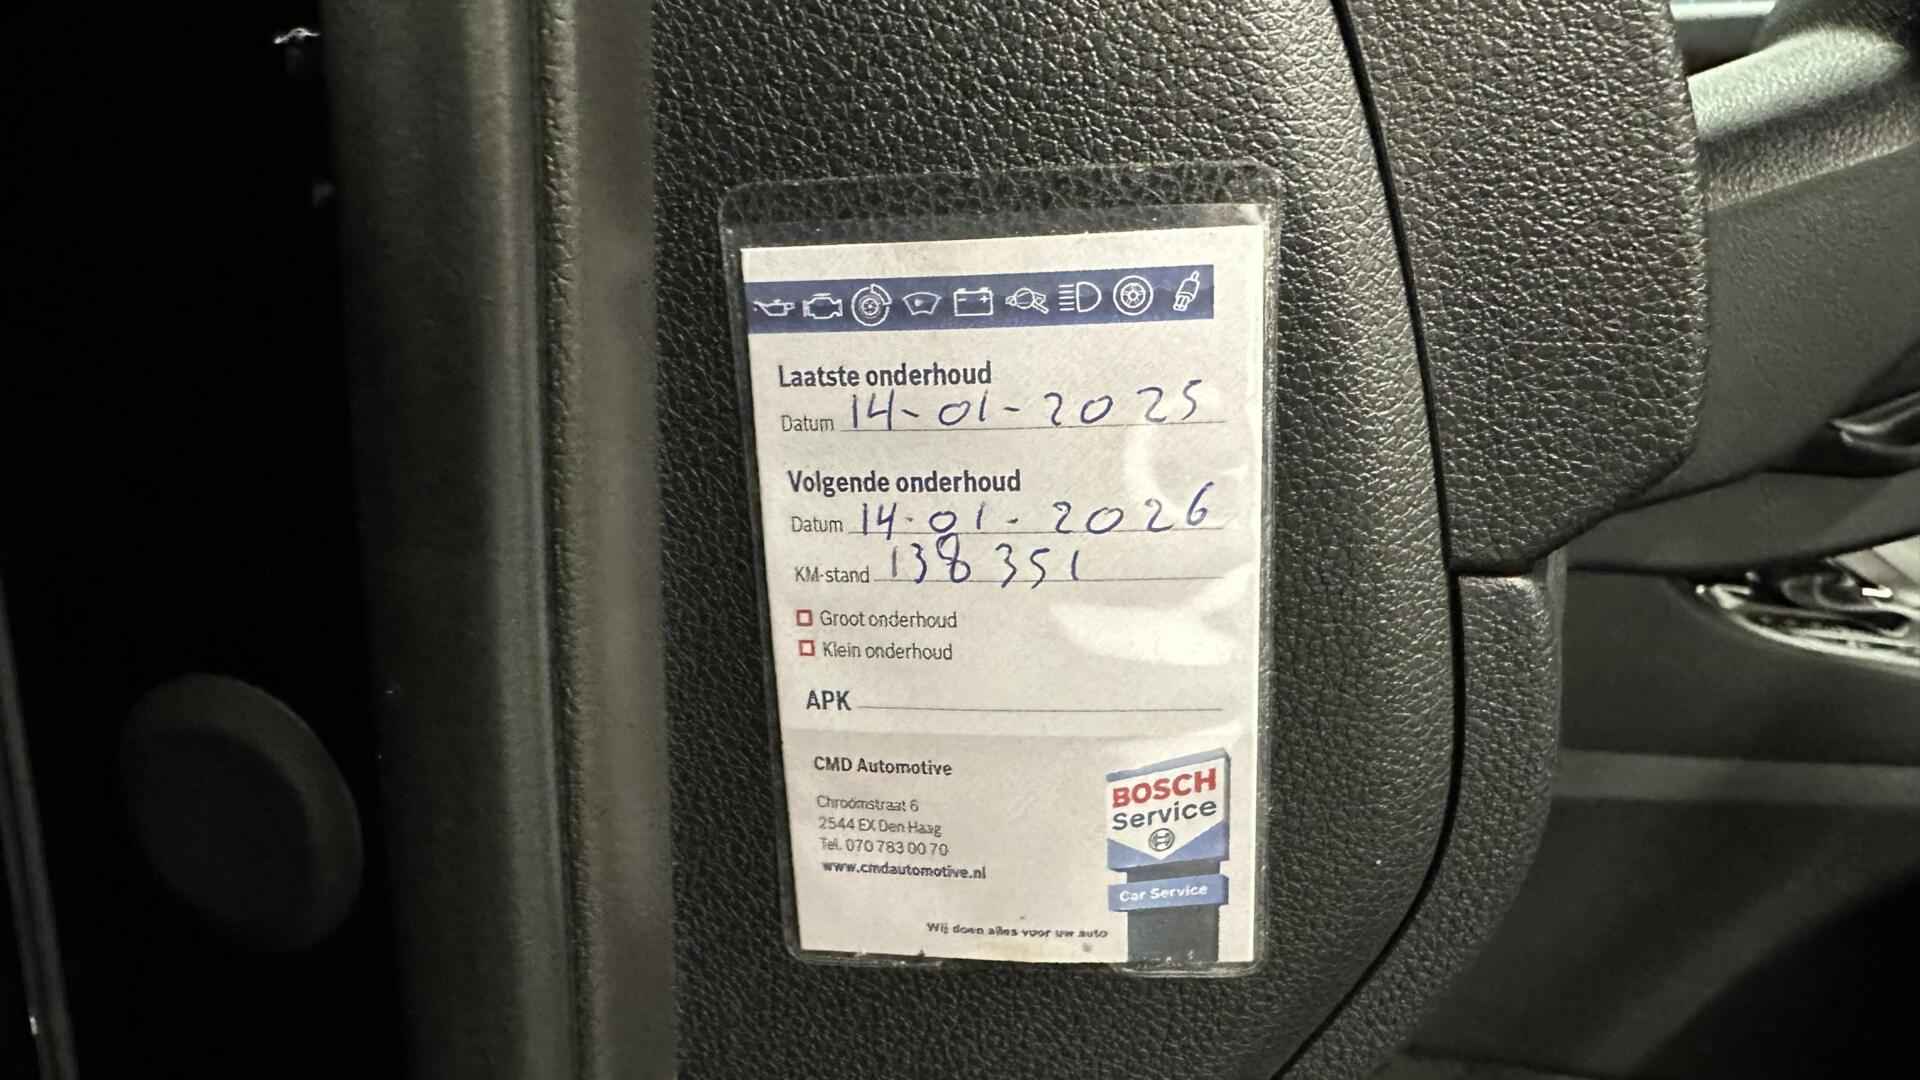 Laatste onderhoud
Datum 14-01-2025
Volgende onderhoud
Datum 14-01-2026
KM-stand 138351
Groot onderhoud
Klein onderhoud
APK
CMD Automotive
Chroomstraat 6
2544 EX Den Haag
Tel. 070 783 00 70
www.cmdautomotive.nl
BOSCH
Service
Car Service
Wij doen alles voor uw auto